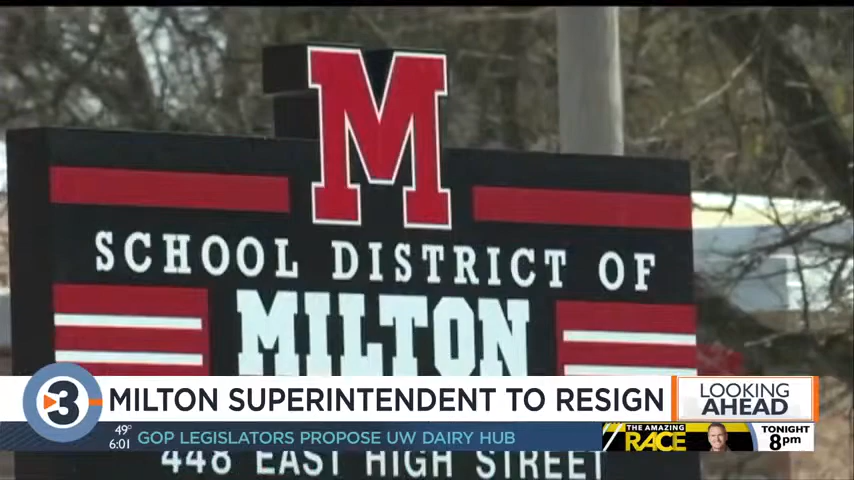 M
SCHOOL DISTRICT OF
MILTON
3
MILTON SUPERINTENDENT TO RESIGN
LOOKING
AHEAD
49°
6:01
GOP LEGISLATORS PROPOSE UW DAIRY HUB
THE AMAZING
RACE
TONIGHT
8pm
448 EAST HIGH STREET